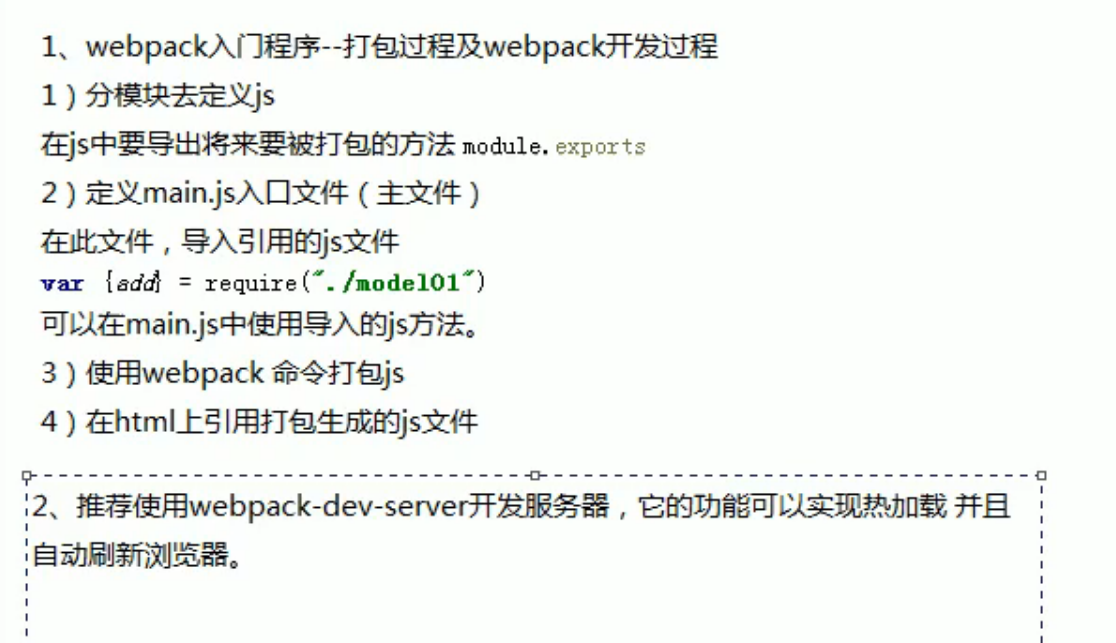 1、webpack入门程序--打包过程及webpack开发过程
1）分模块去定义js
在js中要导出将来要被打包的方法 module.exports
2）定义main.js入口文件（主文件）
在此文件，导入引用的js文件
var {add} = require("./model01")
可以在main.js中使用导入的js方法。
3）使用webpack 命令打包js
4）在html上引用打包生成的js文件
2、推荐使用webpack-dev-server开发服务器，它的功能可以实现热加载 并且
自动刷新浏览器。